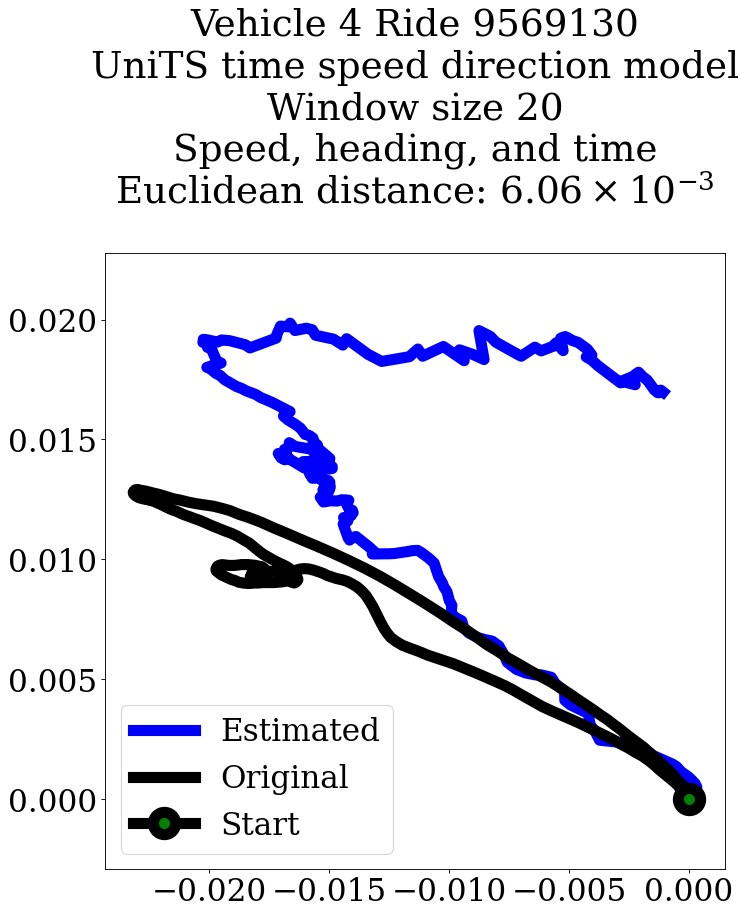 Vehicle 4 Ride 9569130
UniTS time speed direction model
Window size 20
Speed, heading, and time
Euclidean distance: 6.06 × 10⁻³
0.020
0.015
0.010
0.005
0.000
Estimated
Original
Start
−0.020 −0.015 −0.010 −0.005 0.000